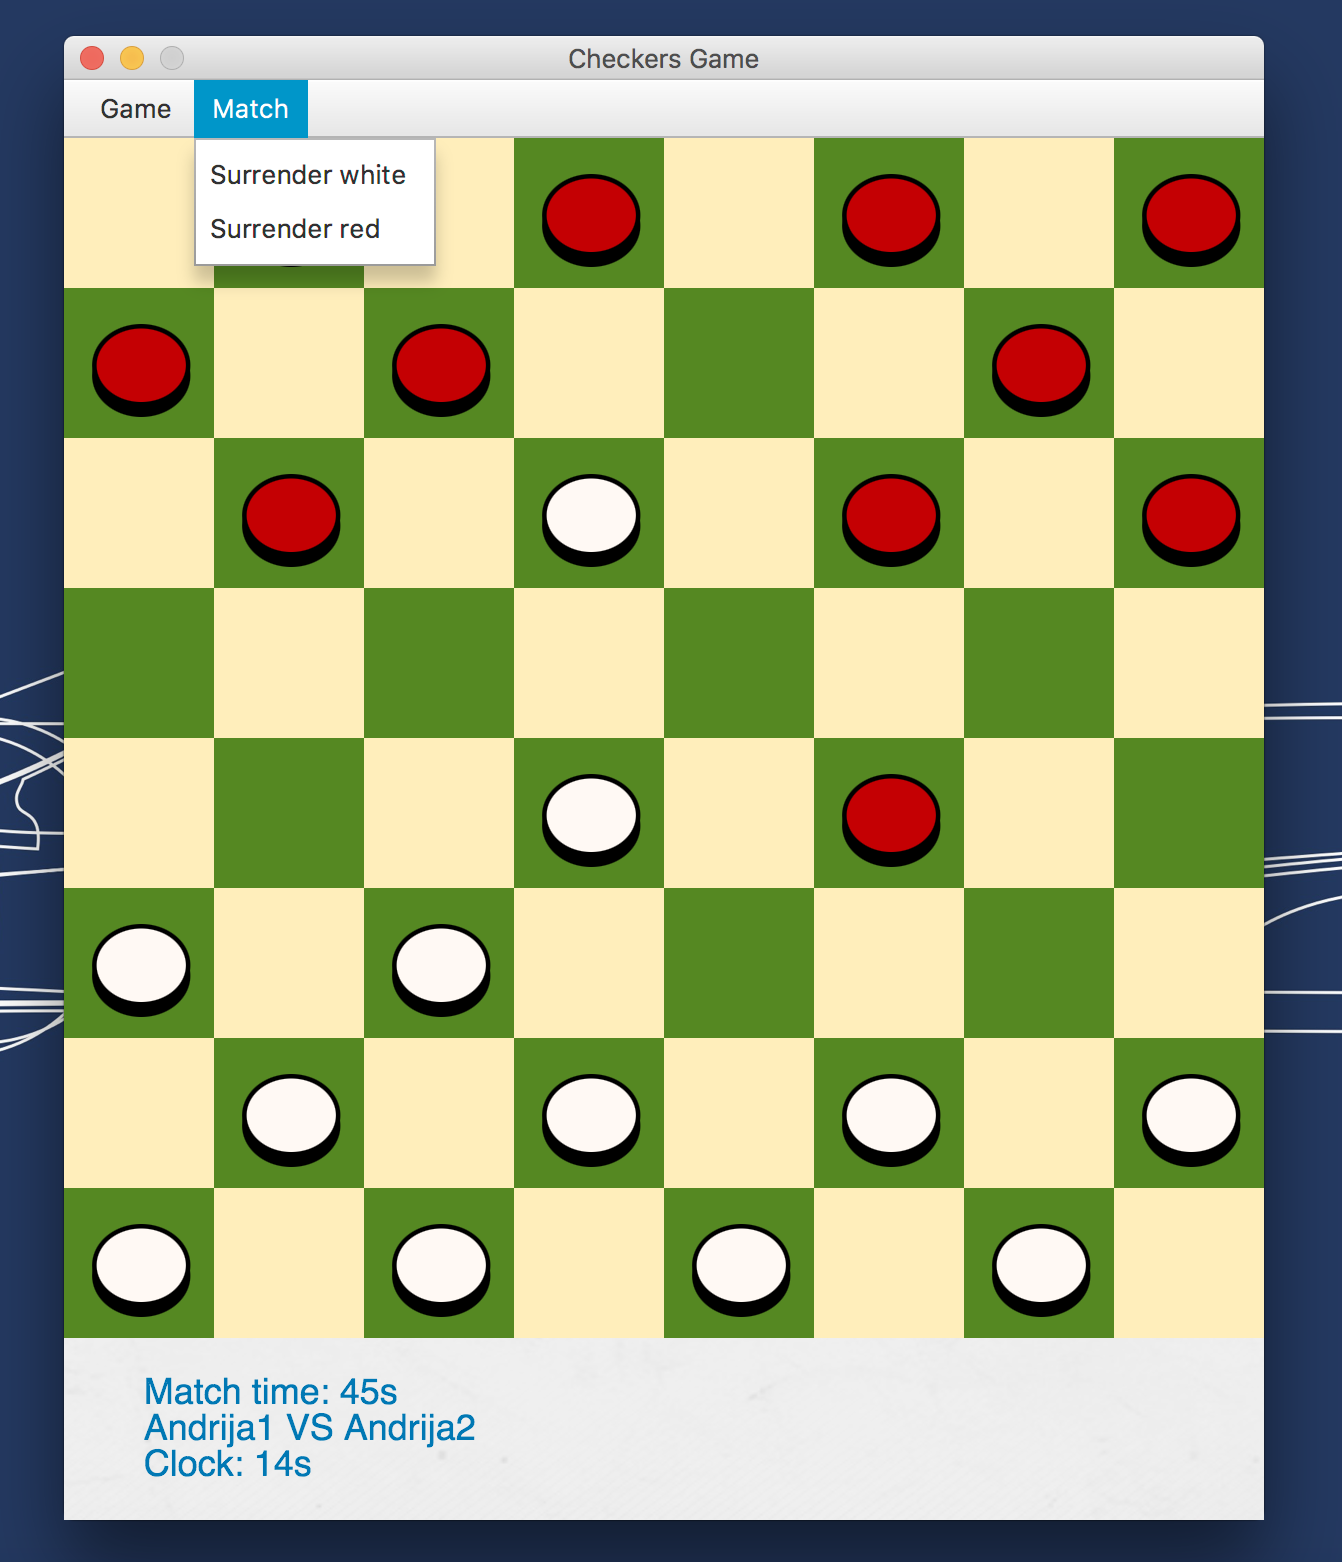 Checkers Game
Game Match
Surrender white
Surrender red
Match time: 45s
Andrija1 VS Andrija2
Clock: 14s